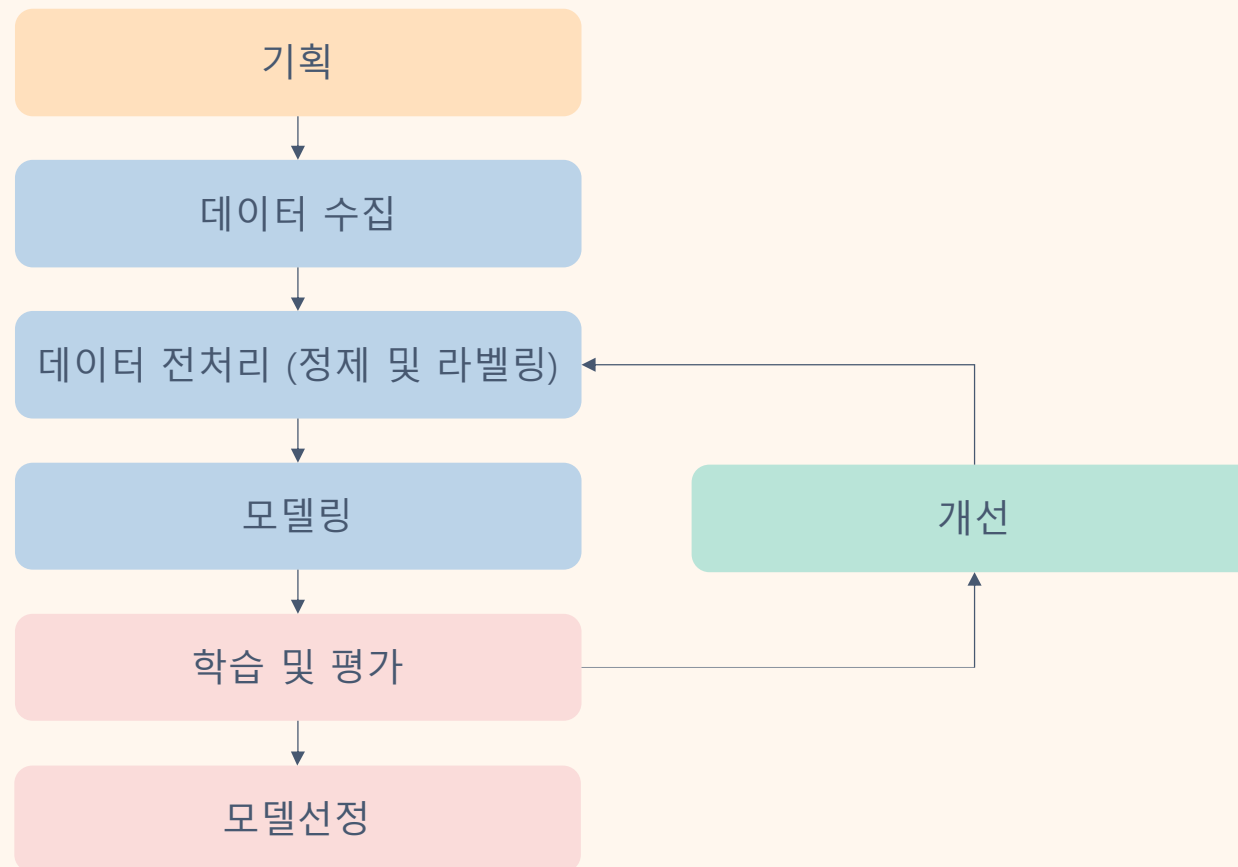 기획
데이터 수집
데이터 전처리 (정제 및 라벨링)
모델링
개선
학습 및 평가
모델선정